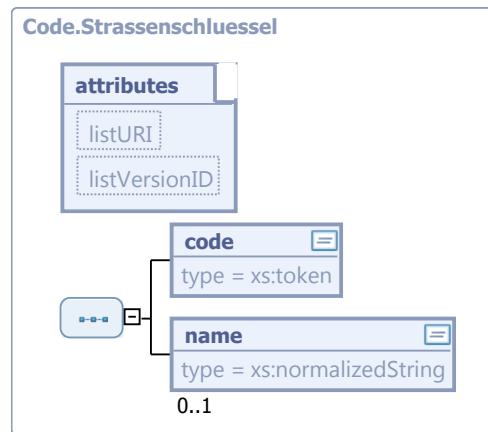 Code.Strassenschluessel
attributes
listURI
listVersionID
code
type = xs:token
name
type = xs:normalizedString
0..1